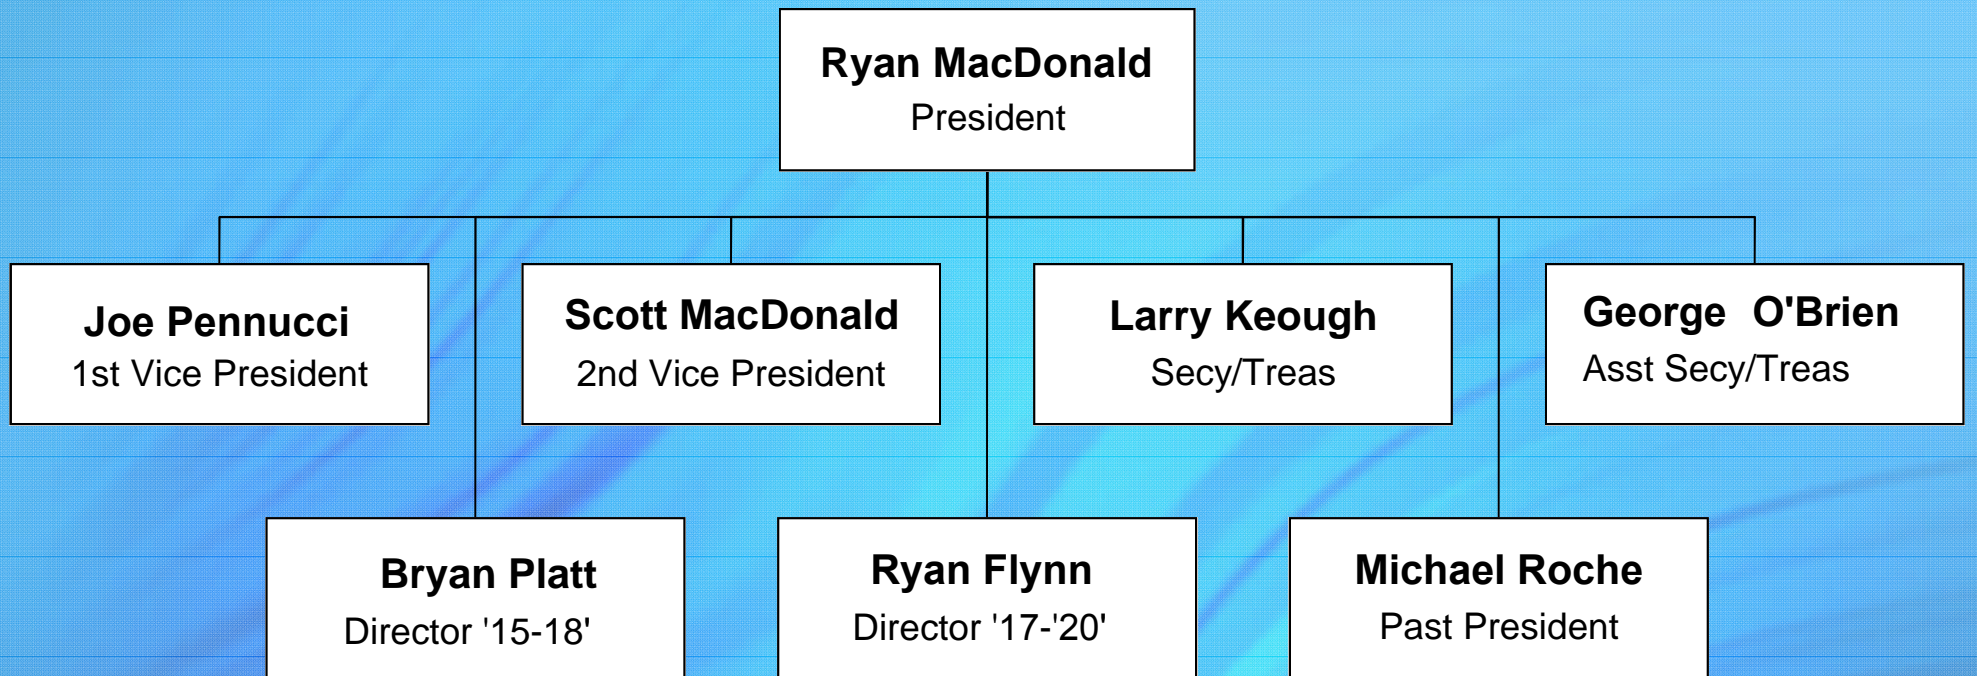 Ryan MacDonald
President
Joe Pennucci
1st Vice President
Scott MacDonald
2nd Vice President
Larry Keough
Secy/Treas
George  O'Brien
Asst Secy/Treas
Bryan Platt
Director '15-18'
Ryan Flynn
Director '17-'20'
Michael Roche
Past President